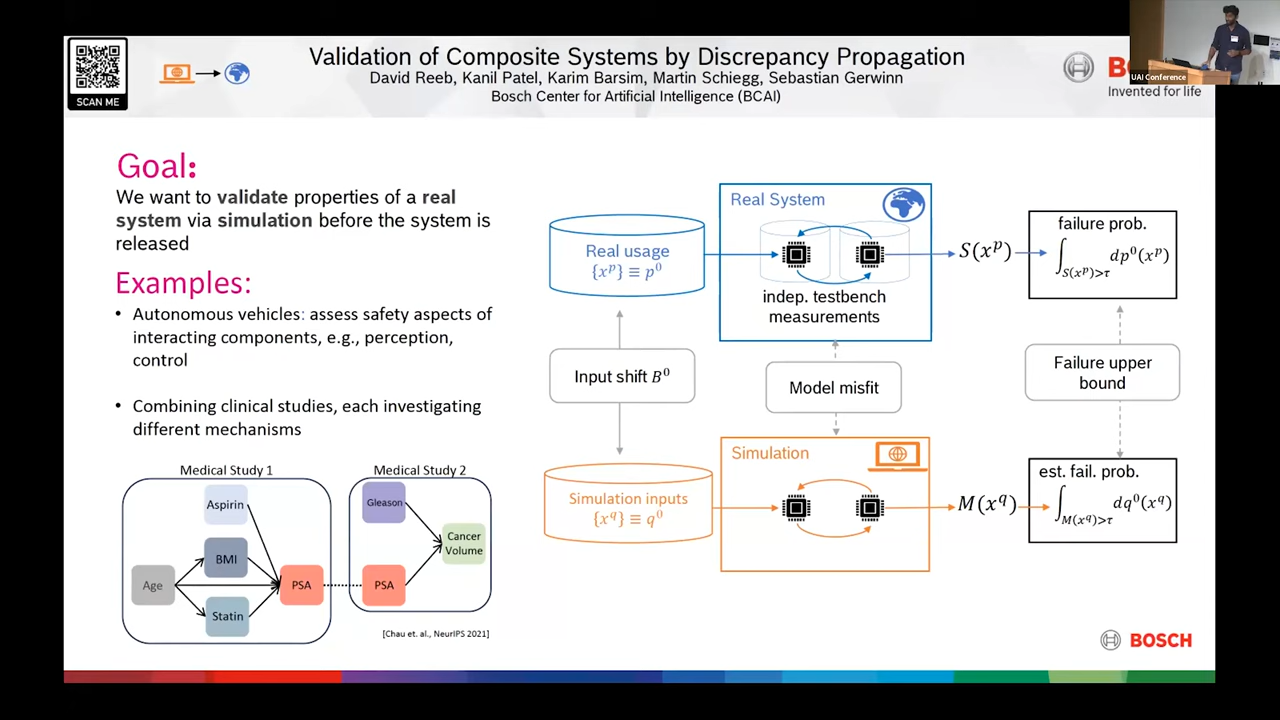 Validation of Composite Systems by Discrepancy Propagation
David Reeb, Kanil Patel, Karim Barsim, Martin Schiegg, Sebastian Gerwinn
Bosch Center for Artificial Intelligence (BCAI)
SCAN ME
UAI Conference
Invented for life
Goal:
We want to validate properties of a real
system via simulation before the system is
released
Examples:
• Autonomous vehicles: assess safety aspects of
interacting components, e.g., perception,
control
• Combining clinical studies, each investigating
different mechanisms
Medical Study 1
Aspirin
BMI
Age
Statin
PSA
Medical Study 2
Gleason
Cancer
Volume
PSA
[Chau et. al., NeurIPS 2021]
Real usage
{x^p} ≡ p^0
Real System
indep. testbench
measurements
S(x^p)
failure prob.
∫_{S(x^p)>τ} dp^0(x^p)
Input shift B^0
Model misfit
Failure upper
bound
Simulation inputs
{x^q} ≡ q^0
Simulation
M(x^q)
est. fail. prob.
∫_{M(x^q)>τ} dq^0(x^q)
BOSCH